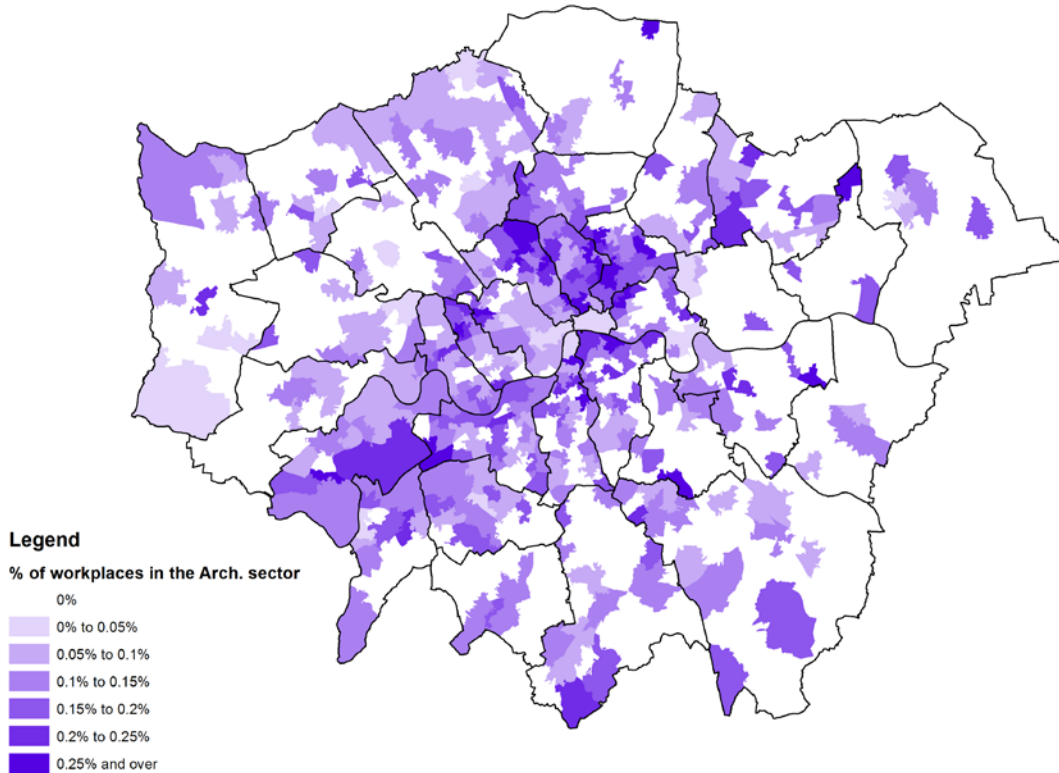 Legend
% of workplaces in the Arch. sector
0%
0% to 0.05%
0.05% to 0.1%
0.1% to 0.15%
0.15% to 0.2%
0.2% to 0.25%
0.25% and over